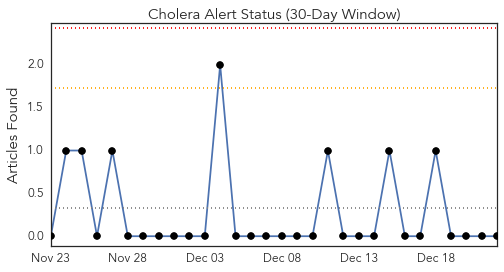 Cholera Alert Status (30-Day Window)
Articles Found
2.0
1.5
1.0
0.5
0.0
Nov 23 Nov 28 Dec 03 Dec 08 Dec 13 Dec 18